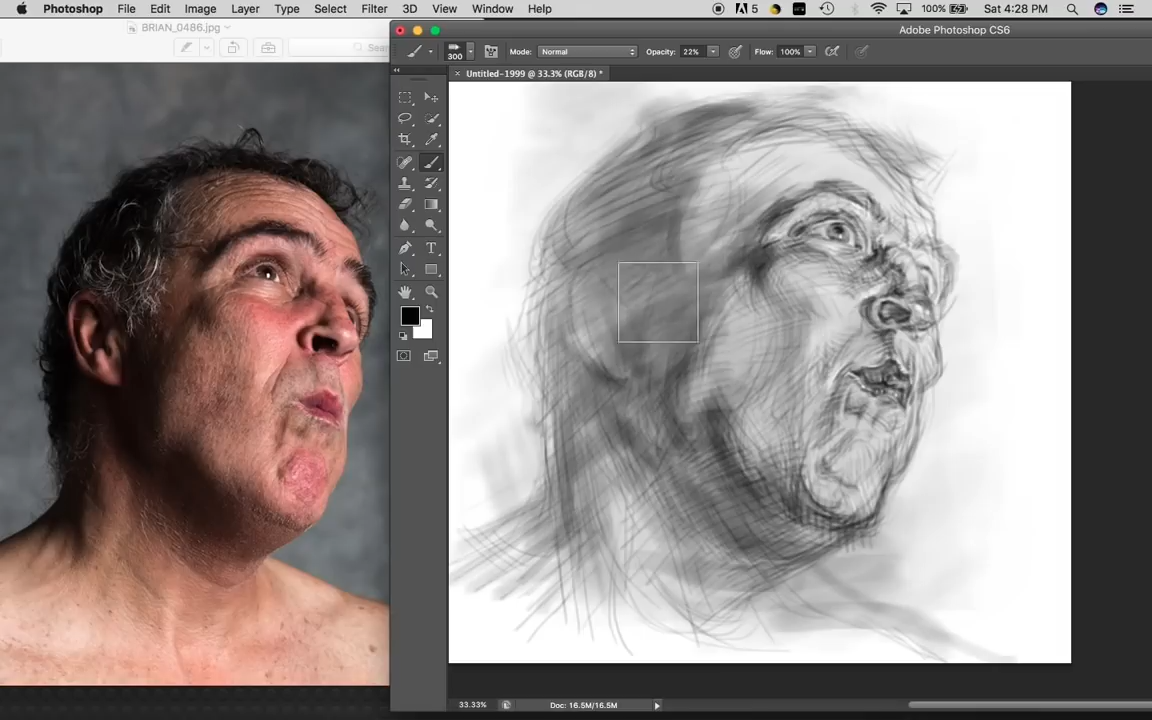 Photoshop File Edit Image Layer Type Select Filter 3D View Window Help 5 100% Sat 4:28 PM
BRIAN_0486.jpg
Adobe Photoshop CS6
Sear
300 Mode: Normal Opacity: 22% Flow: 100%
× Untitled-1999 @ 33.3% (RGB/8) *
T
33.33% Doc: 16.5M/16.5M